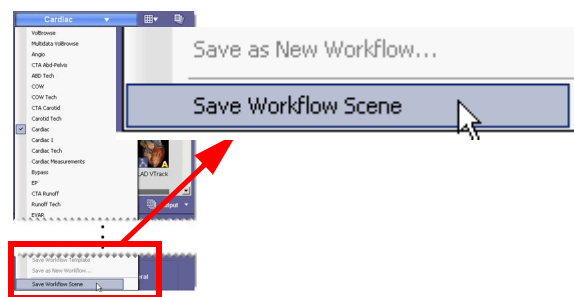 Cardiac
VolBrowse
Multidata VolBrowse
Angio
CTA Abd-Pelvis
ABD Tech
COW
COW Tech
CTA Carotid
Carotid Tech
Cardiac
Cardiac 1
Cardiac Tech
Cardiac Measurements
Bypass
EP
CTA Runoff
Runoff Tech
EVAR
Save as New Workflow...
Save Workflow Scene
A
LAD VTrack
Output
Save Workflow Template
Save as New Workflow...
Save Workflow Scene